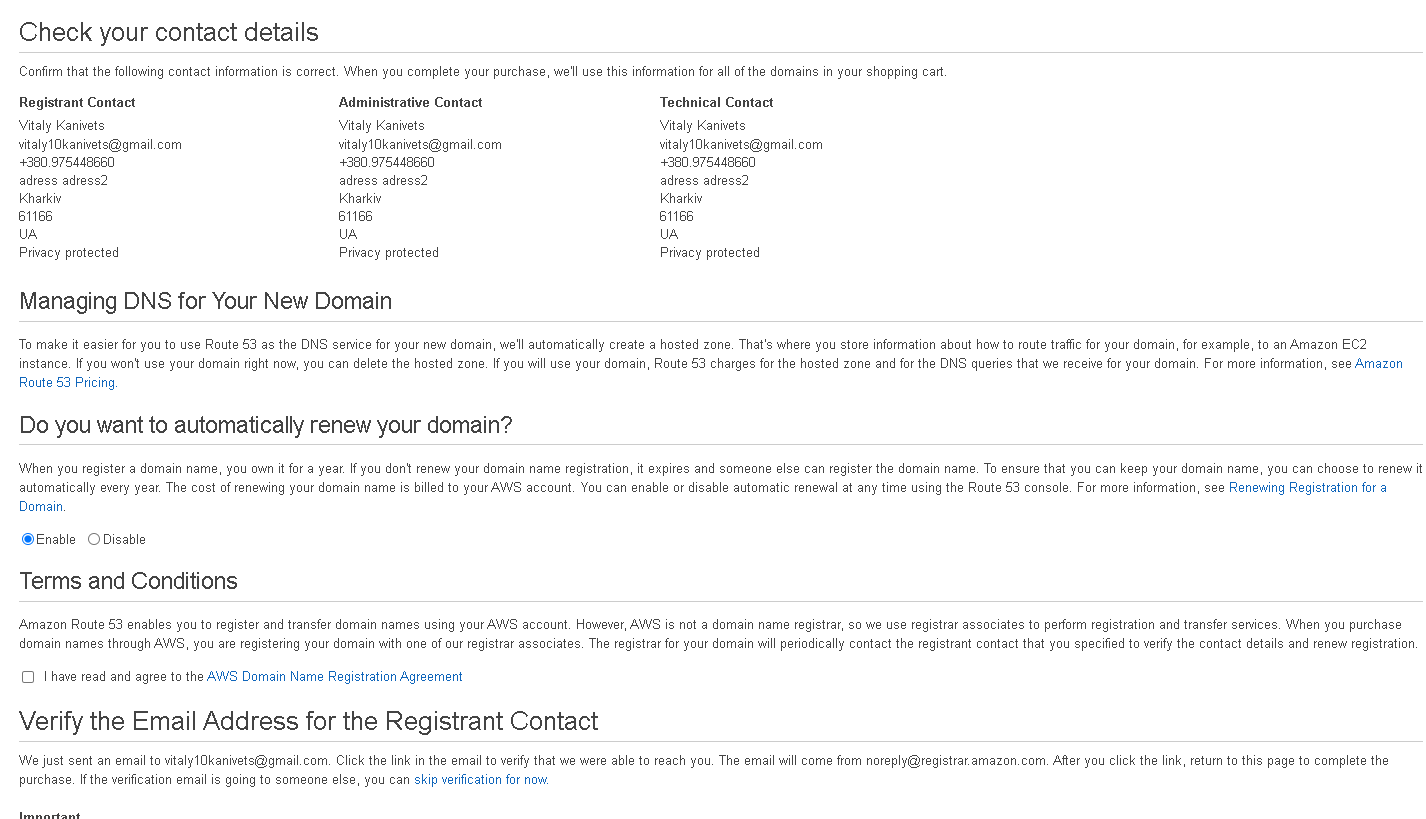 Check your contact details
Confirm that the following contact information is correct. When you complete your purchase, we'll use this information for all of the domains in your shopping cart.
Registrant Contact
Vitaly Kanivets
vitaly10kanivets@gmail.com
+380.975448660
adress adress2
Kharkiv
61166
UA
Privacy protected
Administrative Contact
Vitaly Kanivets
vitaly10kanivets@gmail.com
+380.975448660
adress adress2
Kharkiv
61166
UA
Privacy protected
Technical Contact
Vitaly Kanivets
vitaly10kanivets@gmail.com
+380.975448660
adress adress2
Kharkiv
61166
UA
Privacy protected
Managing DNS for Your New Domain
To make it easier for you to use Route 53 as the DNS service for your new domain, we'll automatically create a hosted zone. That's where you store information about how to route traffic for your domain, for example, to an Amazon EC2
instance. If you won't use your domain right now, you can delete the hosted zone. If you will use your domain, Route 53 charges for the hosted zone and for the DNS queries that we receive for your domain. For more information, see Amazon
Route 53 Pricing.
Do you want to automatically renew your domain?
When you register a domain name, you own it for a year. If you don't renew your domain name registration, it expires and someone else can register the domain name. To ensure that you can keep your domain name, you can choose to renew it
automatically every year. The cost of renewing your domain name is billed to your AWS account. You can enable or disable automatic renewal at any time using the Route 53 console. For more information, see Renewing Registration for a
Domain.
Enable Disable
Terms and Conditions
Amazon Route 53 enables you to register and transfer domain names using your AWS account. However, AWS is not a domain name registrar, so we use registrar associates to perform registration and transfer services. When you purchase
domain names through AWS, you are registering your domain with one of our registrar associates. The registrar for your domain will periodically contact the registrant contact that you specified to verify the contact details and renew registration.
I have read and agree to the AWS Domain Name Registration Agreement
Verify the Email Address for the Registrant Contact
We just sent an email to vitaly10kanivets@gmail.com. Click the link in the email to verify that we were able to reach you. The email will come from noreply@registrar.amazon.com. After you click the link, return to this page to complete the
purchase. If the verification email is going to someone else, you can skip verification for now.
Important